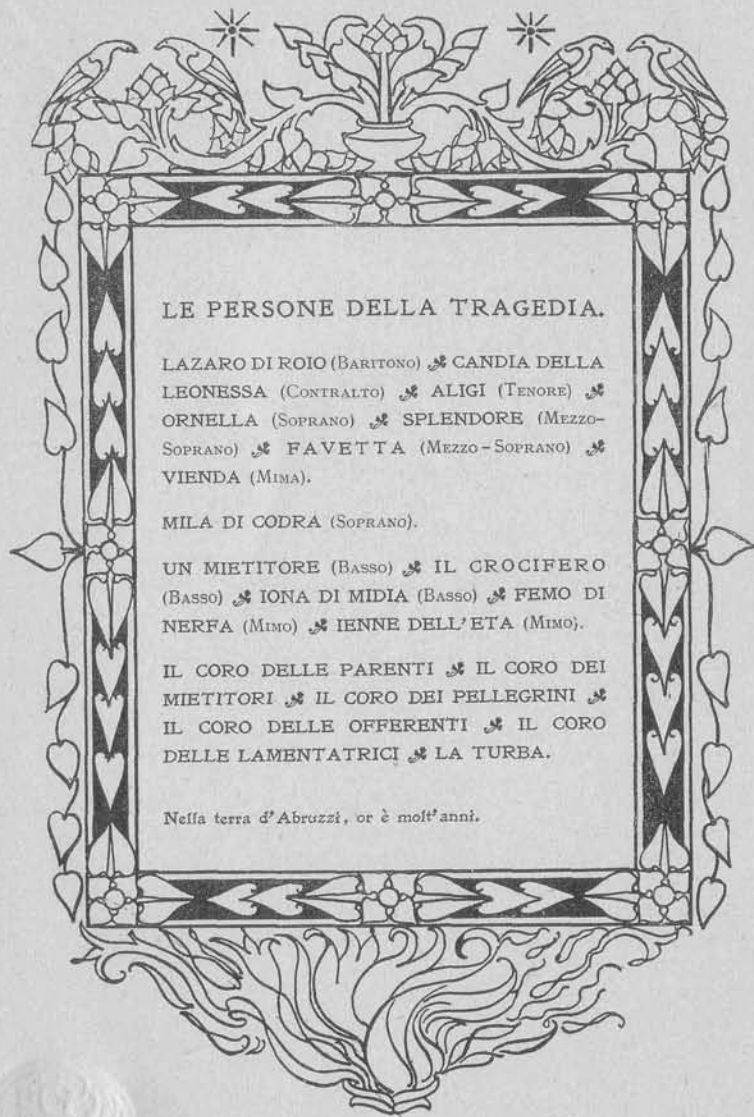 LE PERSONE DELLA TRAGEDIA.
LAZARO DI ROIO (BARITONO) CANDIA DELLA
LEONESSA (CONTRALTO) ALIGI (TENORE)
ORNELLA (SOPRANO) SPLENDORE (MEZZO-
SOPRANO) FAVETTA (MEZZO-SOPRANO)
VIENDA (MIMA).
MILA DI CODRA (SOPRANO).
UN MIETITORE (BASSO) IL CROCIFERO
(BASSO) IONA DI MIDIA (BASSO) FEMO DI
NERFA (MIMO) IENNE DELL'ETA (MIMO).
IL CORO DELLE PARENTI IL CORO DEI
MIETITORI IL CORO DEI PELLEGRINI
IL CORO DELLE OFFERENTI IL CORO
DELLE LAMENTATRICI LA TURBA.
Nella terra d'Abruzzi, or è molt'anni.